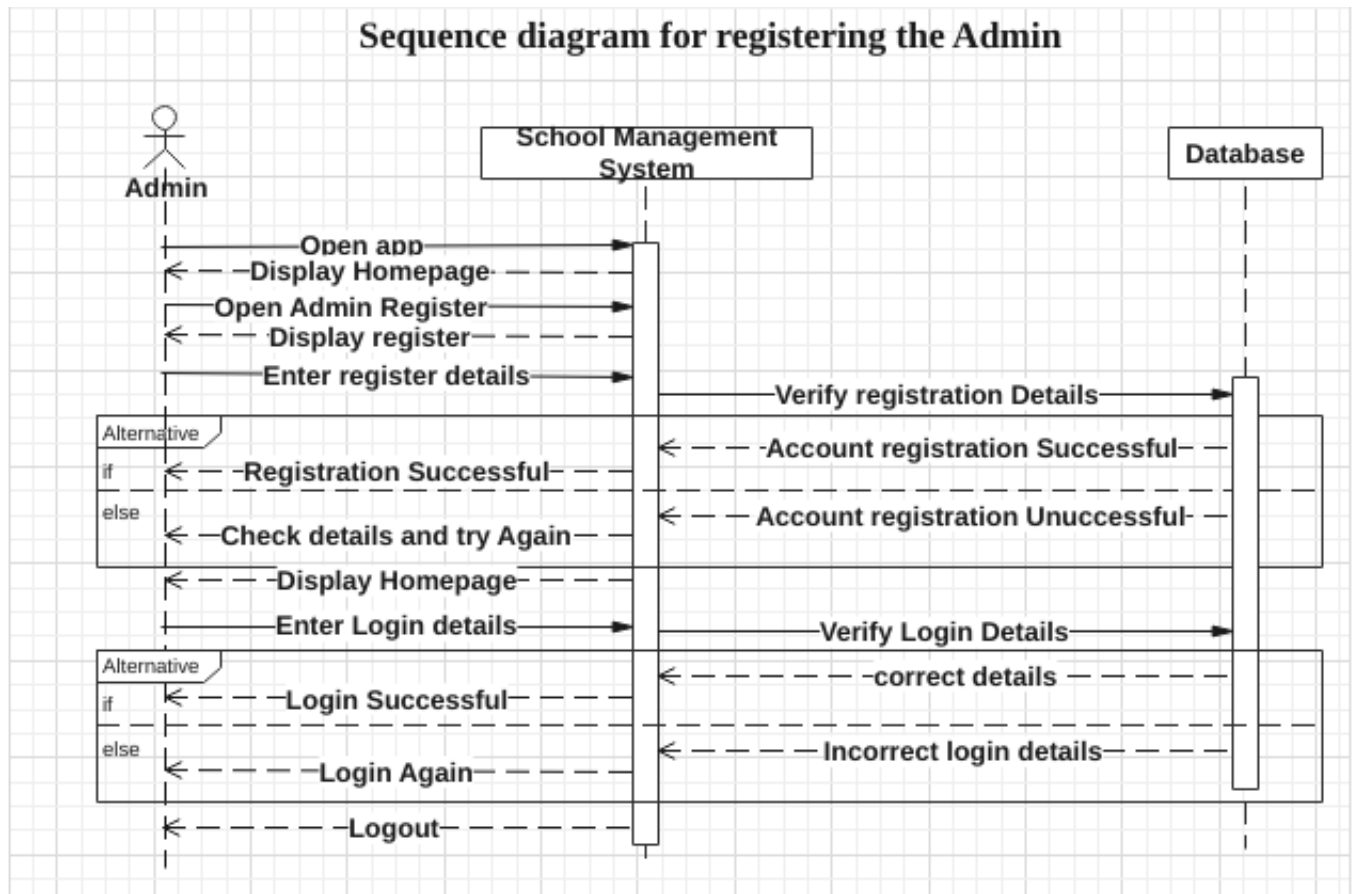 Sequence diagram for registering the Admin
School Management
System
Database
Admin
Open app
Display Homepage
Open Admin Register
Display register
Enter register details
Verify registration Details
Alternative
Account registration Successful
if
Registration Successful
else
Account registration Unuccessful
Check details and try Again
Display Homepage
Enter Login details
Verify Login Details
Alternative
correct details
if
Login Successful
else
Incorrect login details
Login Again
Logout